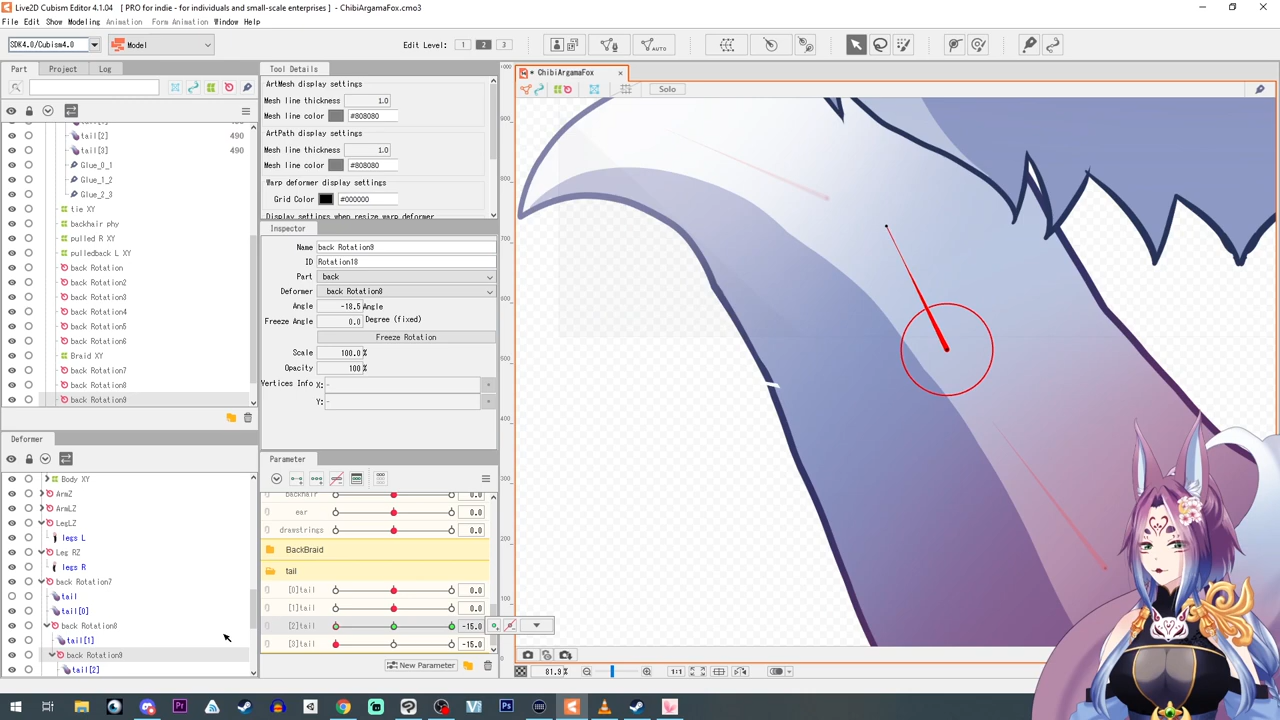 Live2D Cubism Editor 4.1.04 [ PRO for indie - for individuals and small-scale enterprises ] - ChibiArgamaFox.cmo3
File Edit Show Modeling Animation Form Animation Window Help
SDK4.0/Cubism4.0 Model Edit Level: 1 2 3 AUTO
Part Project Log
Tool Details
ArtMesh display settings
Mesh line thickness 1.0
Mesh line color #808080
ArtPath display settings
Mesh line thickness 1.0
Mesh line color #808080
Warp deformer display settings
Grid Color #000000
Display settings when resize warp deformer
* ChibiArgamaFox
Solo
tail[2] 490
tail[3] 490
Glue_0_1
Glue_1_2
Glue_2_3
tie XY
backhair phy
pulled R XY
pulledback L XY
back Rotation
back Rotation2
back Rotation3
back Rotation4
back Rotation5
back Rotation6
Braid XY
back Rotation7
back Rotation8
back Rotation9
Inspector
Name back Rotation9
ID Rotation18
Part back
Deformer back Rotation8
Angle -18.5 Angle
Freeze Angle 0.0 Degree (fixed)
Freeze Rotation
Scale 100.0 %
Opacity 100 %
Vertices Info X: -
Y: -
Deformer
Body XY
ArmZ
ArmLZ
LegLZ
legs L
Leg RZ
legs R
back Rotation7
tail
tail[0]
back Rotation8
tail[1]
back Rotation9
tail[2]
Parameter
backhair 0.0
ear 0.0
drawstrings 0.0
BackBraid
tail
[0]tail 0.0
[1]tail 0.0
[2]tail -15.0
[3]tail -15.0
New Parameter
81.9% 1:1